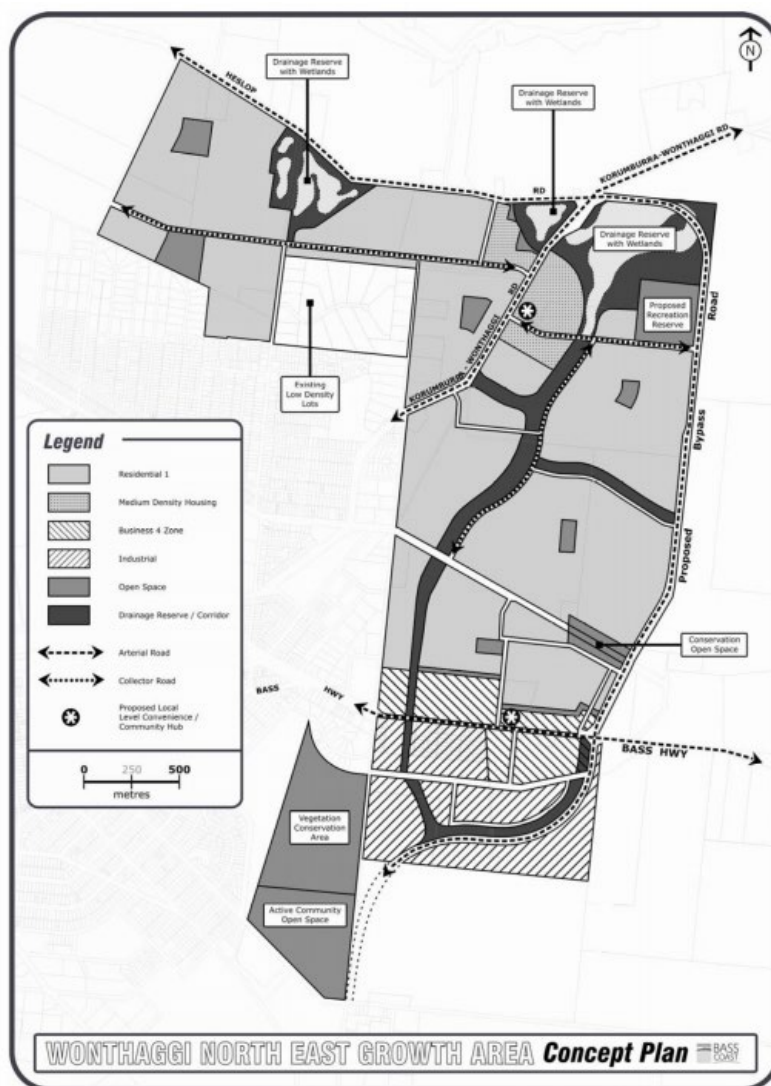 N
Drainage Reserve
with Wetlands
HESLOP
Drainage Reserve
with Wetlands
KORUMBURRA-WONTHAGGI RD
RD
Drainage Reserve
with Wetlands
Proposed
Recreation
Reserve
Road
KORUMBURRA - WONTHAGGI RD
Existing
Low Density
Lots
Bypass
Proposed
Legend
Residential 1
Medium Density Housing
Business 4 Zone
Industrial
Open Space
Drainage Reserve / Corridor
Arterial Road
Collector Road
Proposed Local
Level Convenience /
Community Hub
0 250 500
metres
Conservation
Open Space
BASS HWY
BASS HWY
Vegetation
Conservation
Area
Active Community
Open Space
WONTHAGGI NORTH EAST GROWTH AREA Concept Plan BASS
COAST